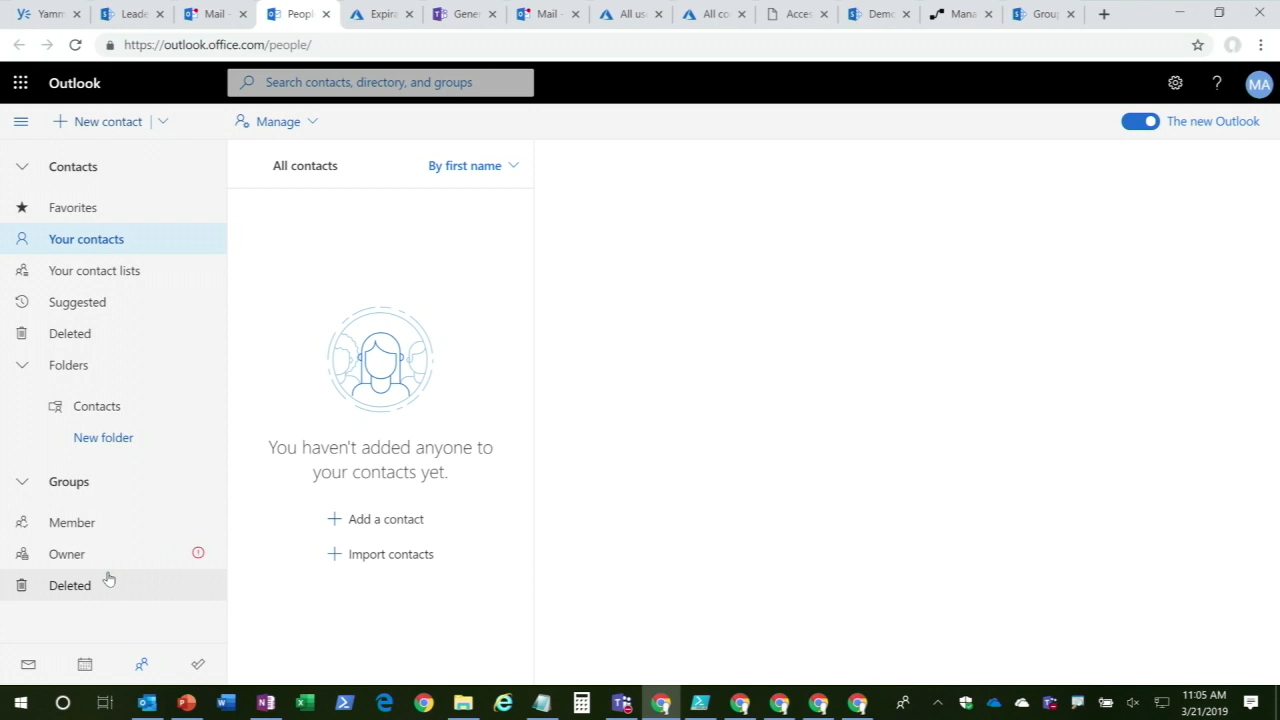 Yamm
Leade
Mail -
Peopl
Expira
Gener
Mail -
All us
All co
Acces
Demo
Mana
Group
https://outlook.office.com/people/
Outlook
Search contacts, directory, and groups
?
MA
New contact
Manage
The new Outlook
Contacts
All contacts
By first name
Favorites
Your contacts
Your contact lists
Suggested
Deleted
Folders
Contacts
New folder
You haven't added anyone to
your contacts yet.
Groups
Add a contact
Member
Import contacts
Owner
Deleted
11:05 AM
3/21/2019